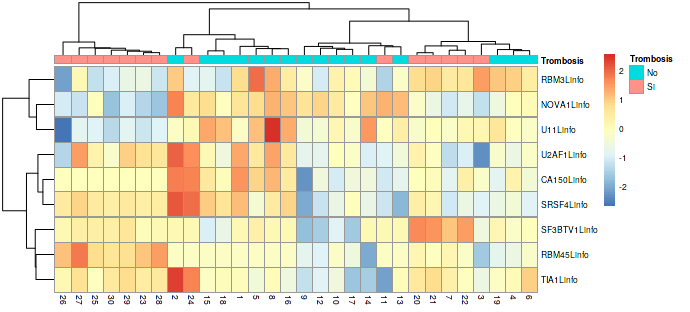 Trombosis
RBM3Linfo
NOVA1Linfo
U11Linfo
U2AF1Linfo
CA150Linfo
SRSF4Linfo
SF3BTV1Linfo
RBM45Linfo
TIA1Linfo
26 27 25 30 29 23 28 2 24 15 18 1 5 8 16 9 12 10 17 14 11 13 20 21 7 22 3 19 4 6
2
1
0
-1
-2
Trombosis
No
SI